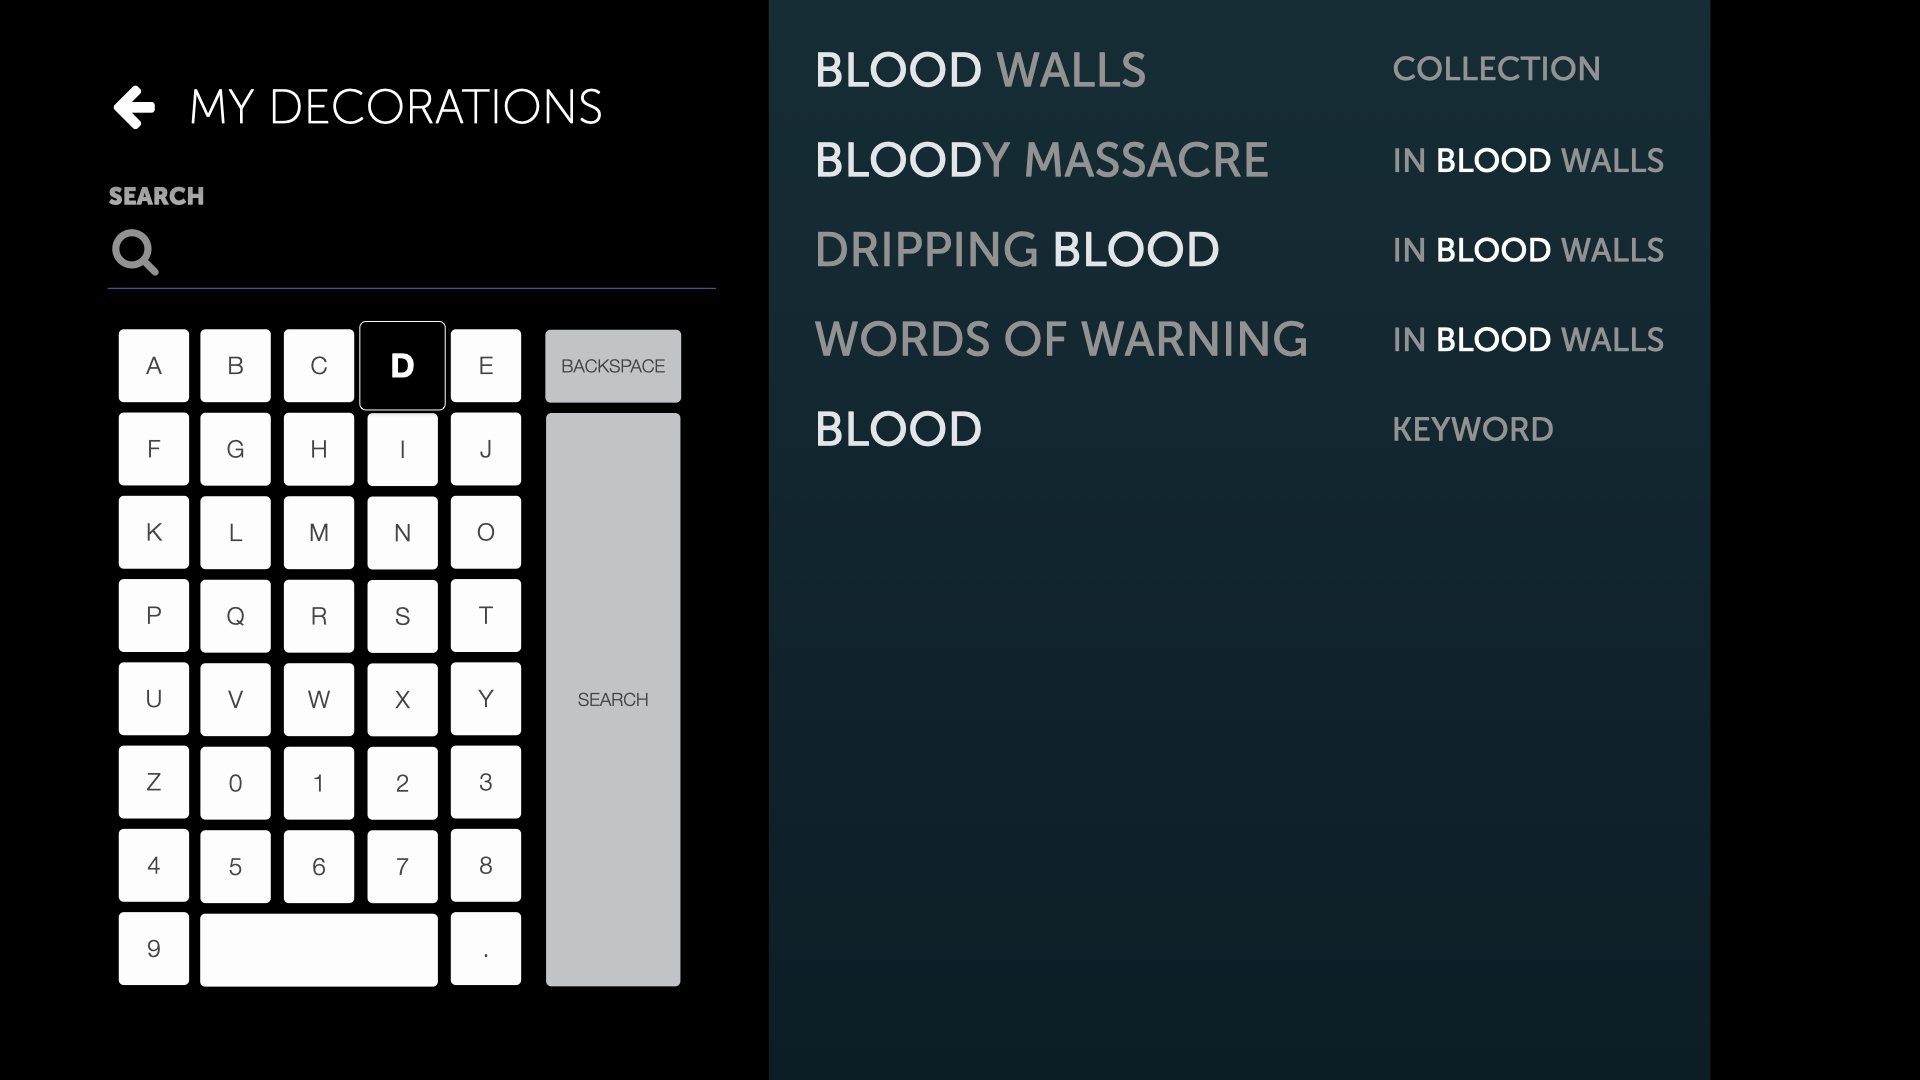 MY DECORATIONS
SEARCH
A B C D E BACKSPACE
F G H I J
K L M N O
P Q R S T
U V W X Y SEARCH
Z 0 1 2 3
4 5 6 7 8
9 .
BLOOD WALLS COLLECTION
BLOODY MASSACRE IN BLOOD WALLS
DRIPPING BLOOD IN BLOOD WALLS
WORDS OF WARNING IN BLOOD WALLS
BLOOD KEYWORD